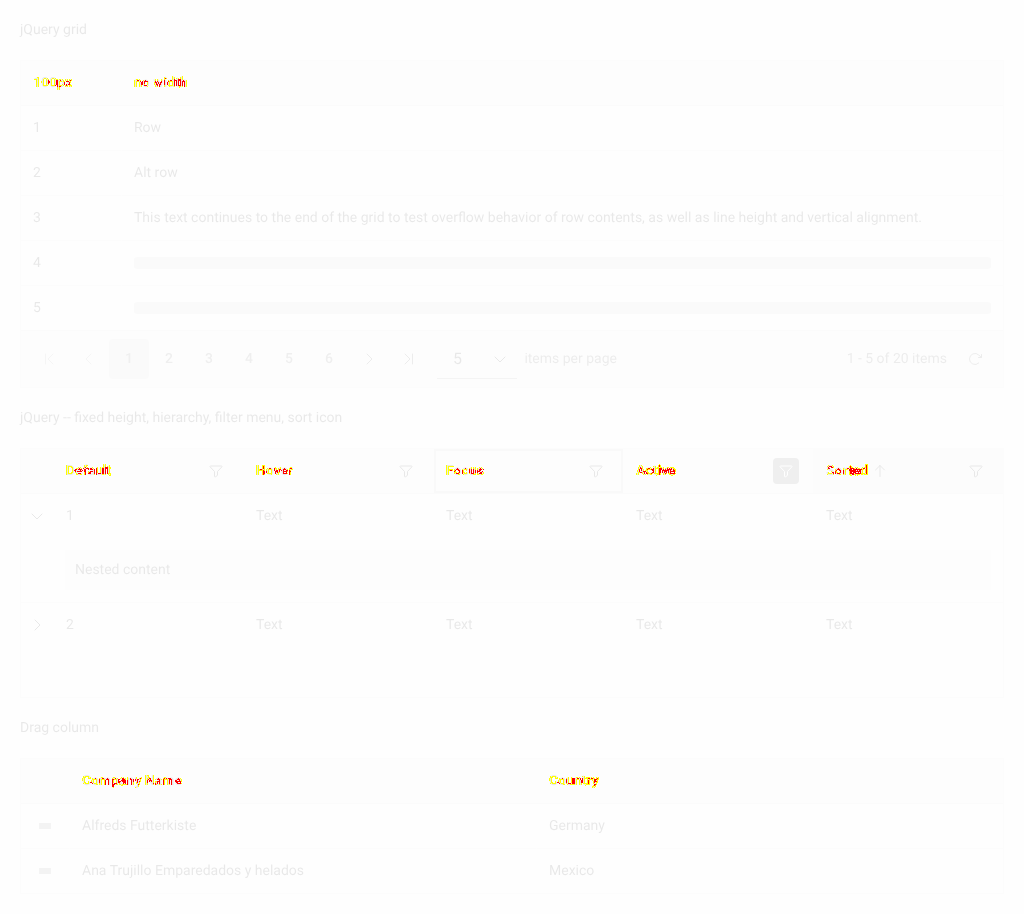 jQuery grid
100px no width
1 Row
2 Alt row
3 This text continues to the end of the grid to test overflow behavior of row contents, as well as line height and vertical alignment.
4
5
1 2 3 4 5 6 5 items per page 1 - 5 of 20 items
jQuery -- fixed height, hierarchy, filter menu, sort icon
Default Hover Focus Active Sorted
1 Text Text Text Text
Nested content
2 Text Text Text Text
Drag column
Company Name Country
Alfreds Futterkiste Germany
Ana Trujillo Emparedados y helados Mexico